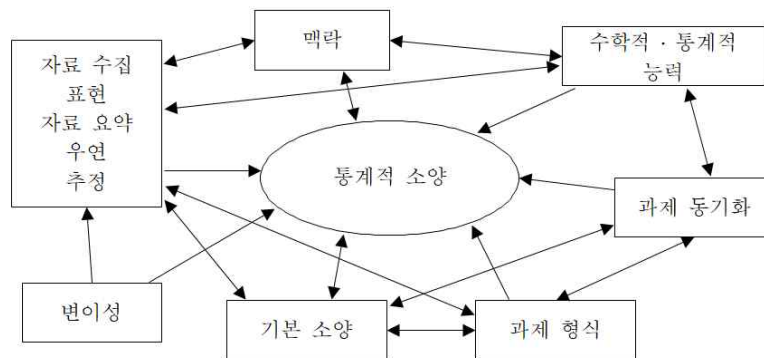 맥락
수학적 · 통계적
능력
자료 수집
표현
자료 요약
우연
추정
통계적 소양
과제 동기화
변이성
기본 소양
과제 형식